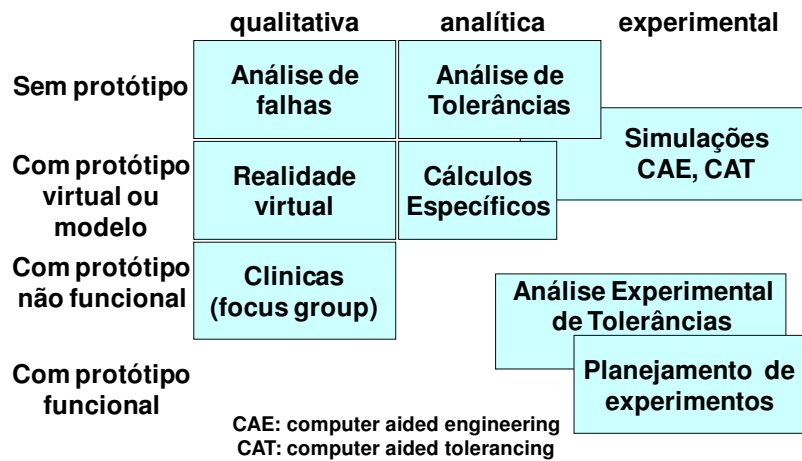 qualitativa analítica experimental
Sem protótipo
Análise de
falhas
Análise de
Tolerâncias
Simulações
CAE, CAT
Com protótipo
virtual ou
modelo
Realidade
virtual
Cálculos
Específicos
Com protótipo
não funcional
Clinicas
(focus group)
Análise Experimental
de Tolerâncias
Com protótipo
funcional
Planejamento de
experimentos
CAE: computer aided engineering
CAT: computer aided tolerancing